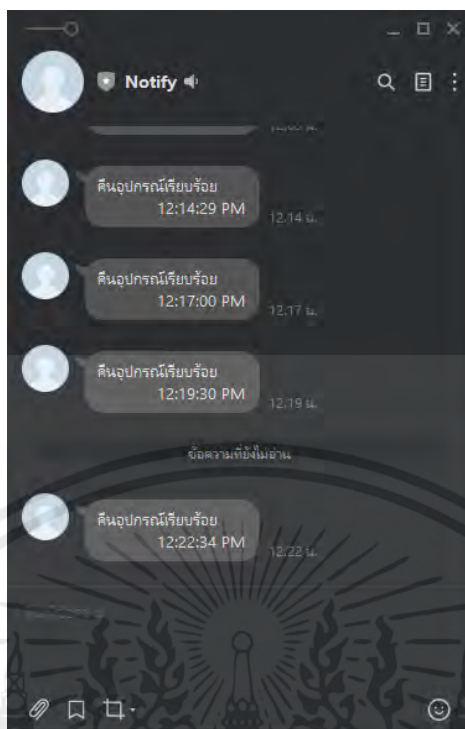 Notify
คืนอุปกรณ์เรียบร้อย
12:14:29 PM
12.14 น.
คืนอุปกรณ์เรียบร้อย
12:17:00 PM
12.17 น.
คืนอุปกรณ์เรียบร้อย
12:19:30 PM
12.19 น.
ข้อความที่ยังไม่อ่าน
คืนอุปกรณ์เรียบร้อย
12:22:34 PM
12.22 น.